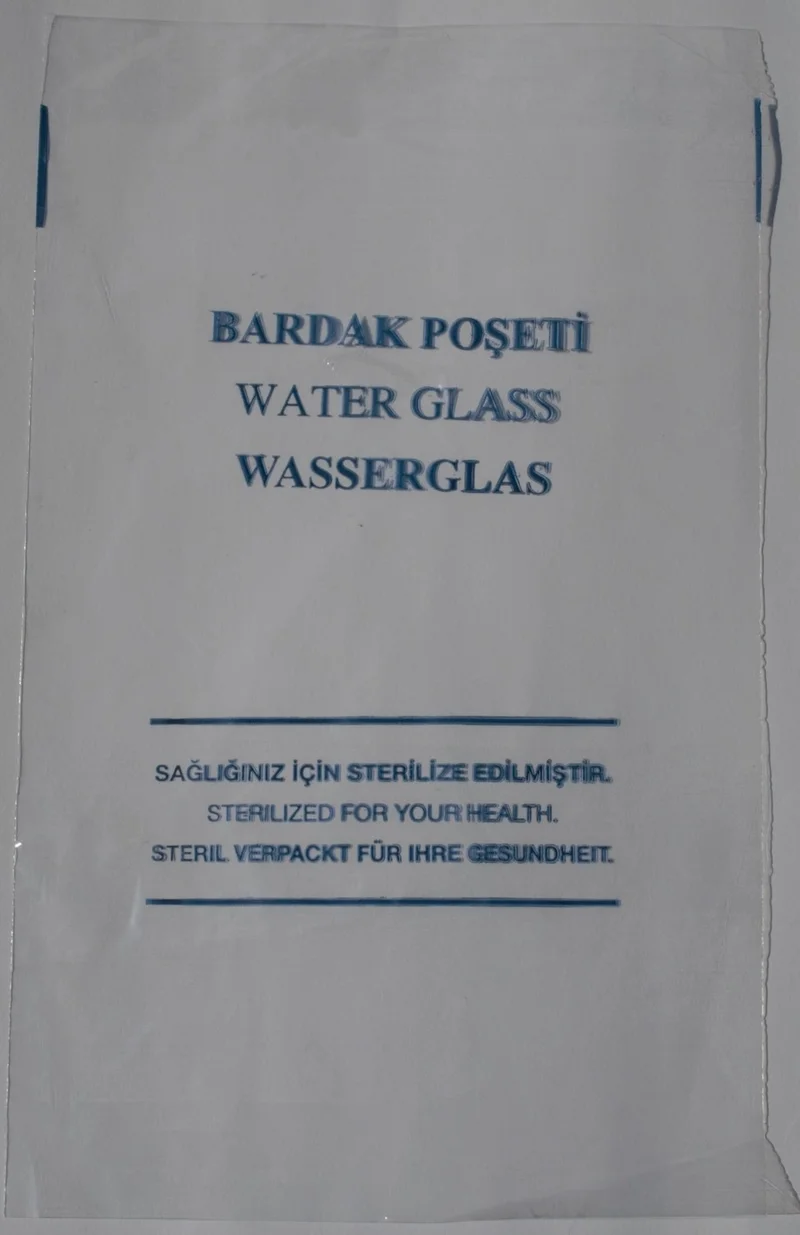 BARDAK POŞETİ
WATER GLASS
WASSERGLAS
SAĞLIĞINIZ İÇİN STERİLİZE EDİLMİŞTİR.
STERILIZED FOR YOUR HEALTH.
STERIL VERPACKT FÜR IHRE GESUNDHEIT.